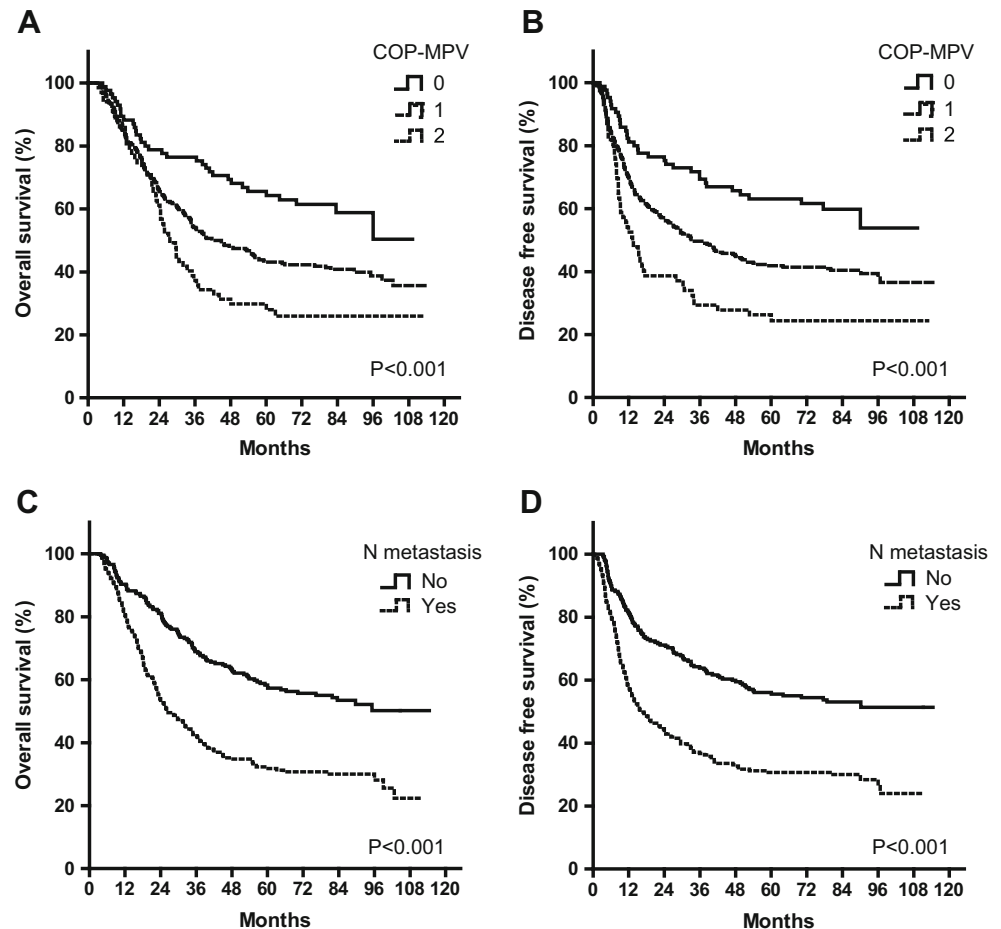 A
COP-MPV
0
1
2
Overall survival (%)
100
80
60
40
20
0
P<0.001
0 12 24 36 48 60 72 84 96 108 120
Months
B
COP-MPV
0
1
2
Disease free survival (%)
100
80
60
40
20
0
P<0.001
0 12 24 36 48 60 72 84 96 108 120
Months
C
N metastasis
No
Yes
Overall survival (%)
100
80
60
40
20
0
P<0.001
0 12 24 36 48 60 72 84 96 108 120
Months
D
N metastasis
No
Yes
Disease free survival (%)
100
80
60
40
20
0
P<0.001
0 12 24 36 48 60 72 84 96 108 120
Months